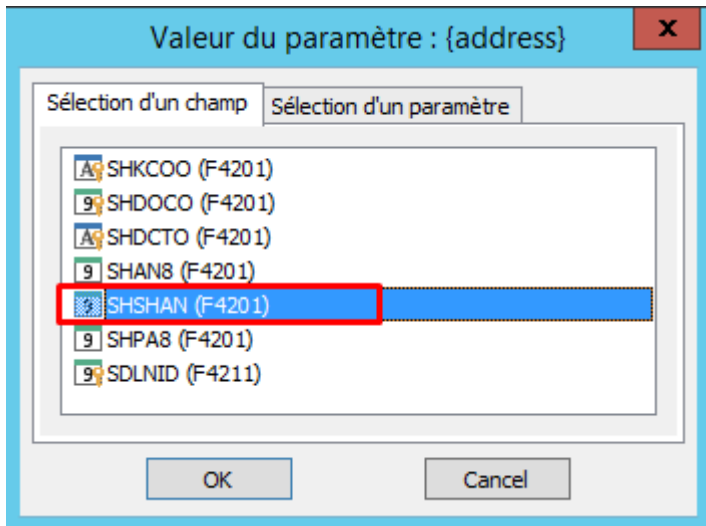 Valeur du paramètre : {address}
x
Sélection d'un champ Sélection d'un paramètre
SHKCOO (F4201)
SHDOCO (F4201)
SHDCTO (F4201)
SHAN8 (F4201)
SHSHAN (F4201)
SHPA8 (F4201)
SDLNID (F4211)
OK Cancel